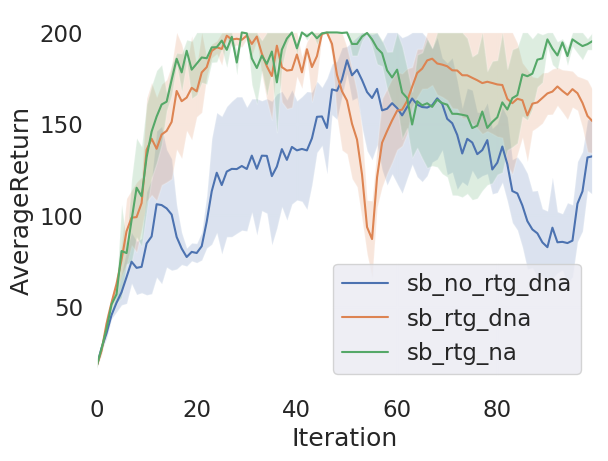 200
150
100
50
AverageReturn
sb_no_rtg_dna
sb_rtg_dna
sb_rtg_na
0 20 40 60 80
Iteration